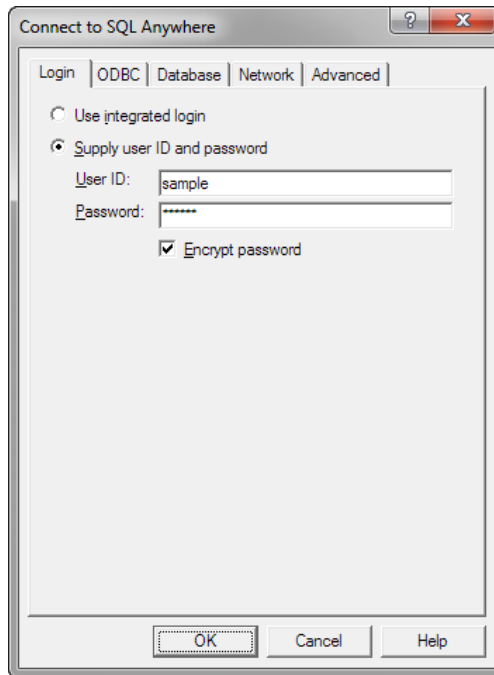 Connect to SQL Anywhere
Login ODBC Database Network Advanced
Use integrated login
Supply user ID and password
User ID: sample
Password: ******
Encrypt password
OK Cancel Help